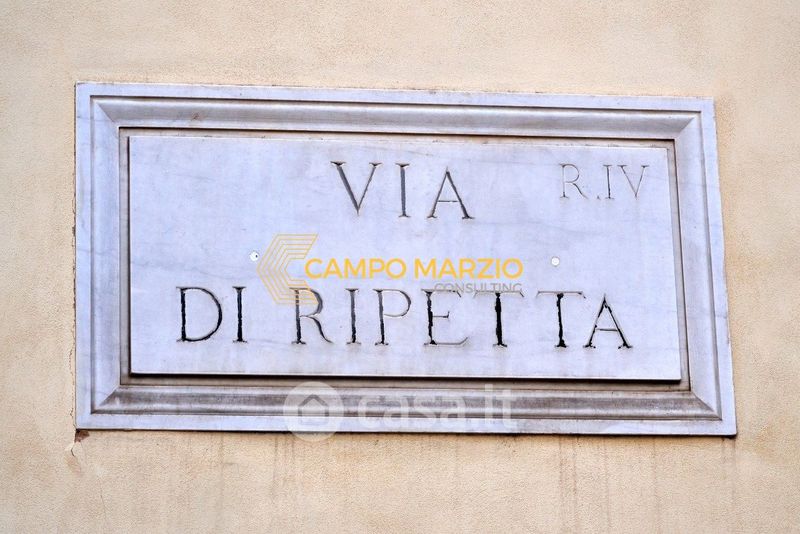 VIA
R.IV
CAMPO MARZIO
CONSULTING
DI RIPETTA
casa.it